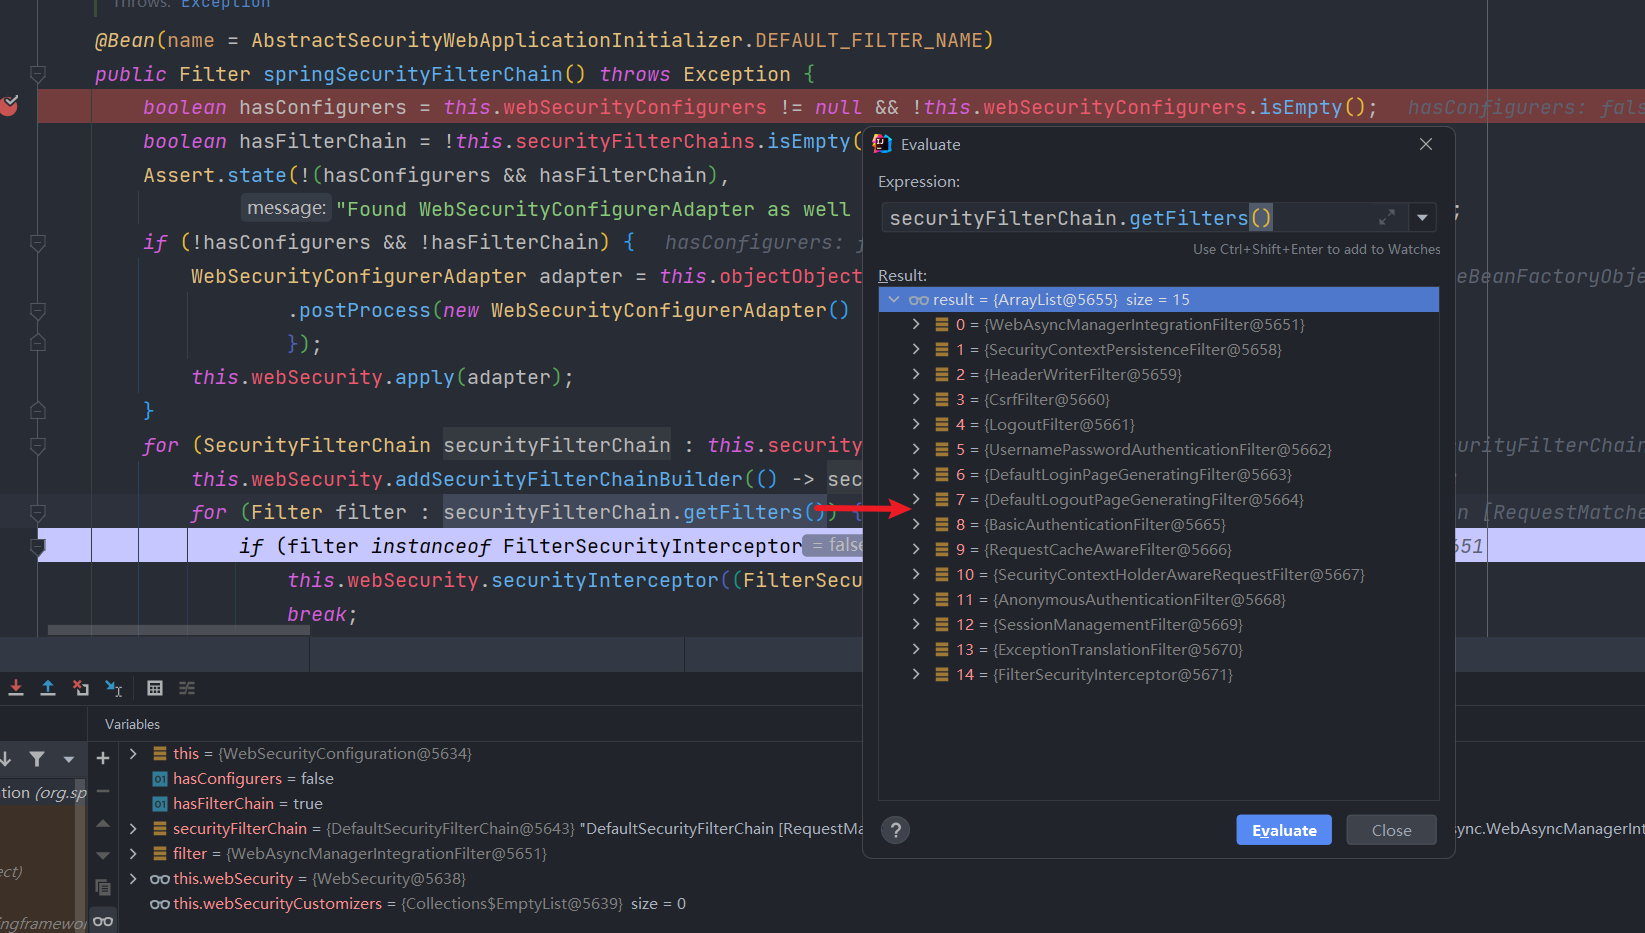 Throws: Exception
@Bean(name = AbstractSecurityWebApplicationInitializer.DEFAULT_FILTER_NAME)
public Filter springSecurityFilterChain() throws Exception {
boolean hasConfigurers = this.webSecurityConfigurers != null && !this.webSecurityConfigurers.isEmpty(); hasConfigurers: fals
boolean hasFilterChain = !this.securityFilterChains.isEmpty(
Assert.state(!(hasConfigurers && hasFilterChain),
message: "Found WebSecurityConfigurerAdapter as well ;
if (!hasConfigurers && !hasFilterChain) { hasConfigurers: f
WebSecurityConfigurerAdapter adapter = this.objectObject eBeanFactoryObje
.postProcess(new WebSecurityConfigurerAdapter()
});
this.webSecurity.apply(adapter);
}
for (SecurityFilterChain securityFilterChain : this.security urityFilterChain
this.webSecurity.addSecurityFilterChainBuilder(() -> sec
for (Filter filter : securityFilterChain.getFilters()) { n [RequestMatche
if (filter instanceof FilterSecurityInterceptor = false 651
this.webSecurity.securityInterceptor((FilterSecu
break;
Evaluate
Expression:
securityFilterChain.getFilters()
Use Ctrl+Shift+Enter to add to Watches
Result:
result = {ArrayList@5655} size = 15
0 = {WebAsyncManagerIntegrationFilter@5651}
1 = {SecurityContextPersistenceFilter@5658}
2 = {HeaderWriterFilter@5659}
3 = {CsrfFilter@5660}
4 = {LogoutFilter@5661}
5 = {UsernamePasswordAuthenticationFilter@5662}
6 = {DefaultLoginPageGeneratingFilter@5663}
7 = {DefaultLogoutPageGeneratingFilter@5664}
8 = {BasicAuthenticationFilter@5665}
9 = {RequestCacheAwareFilter@5666}
10 = {SecurityContextHolderAwareRequestFilter@5667}
11 = {AnonymousAuthenticationFilter@5668}
12 = {SessionManagementFilter@5669}
13 = {ExceptionTranslationFilter@5670}
14 = {FilterSecurityInterceptor@5671}
? Evaluate Close
Variables
this = {WebSecurityConfiguration@5634}
hasConfigurers = false
hasFilterChain = true
securityFilterChain = {DefaultSecurityFilterChain@5643} "DefaultSecurityFilterChain [RequestMa sync.WebAsyncManagerInt
filter = {WebAsyncManagerIntegrationFilter@5651}
this.webSecurity = {WebSecurity@5638}
this.webSecurityCustomizers = {Collections$EmptyList@5639} size = 0
tion (org.sp
ect)
ingframewor